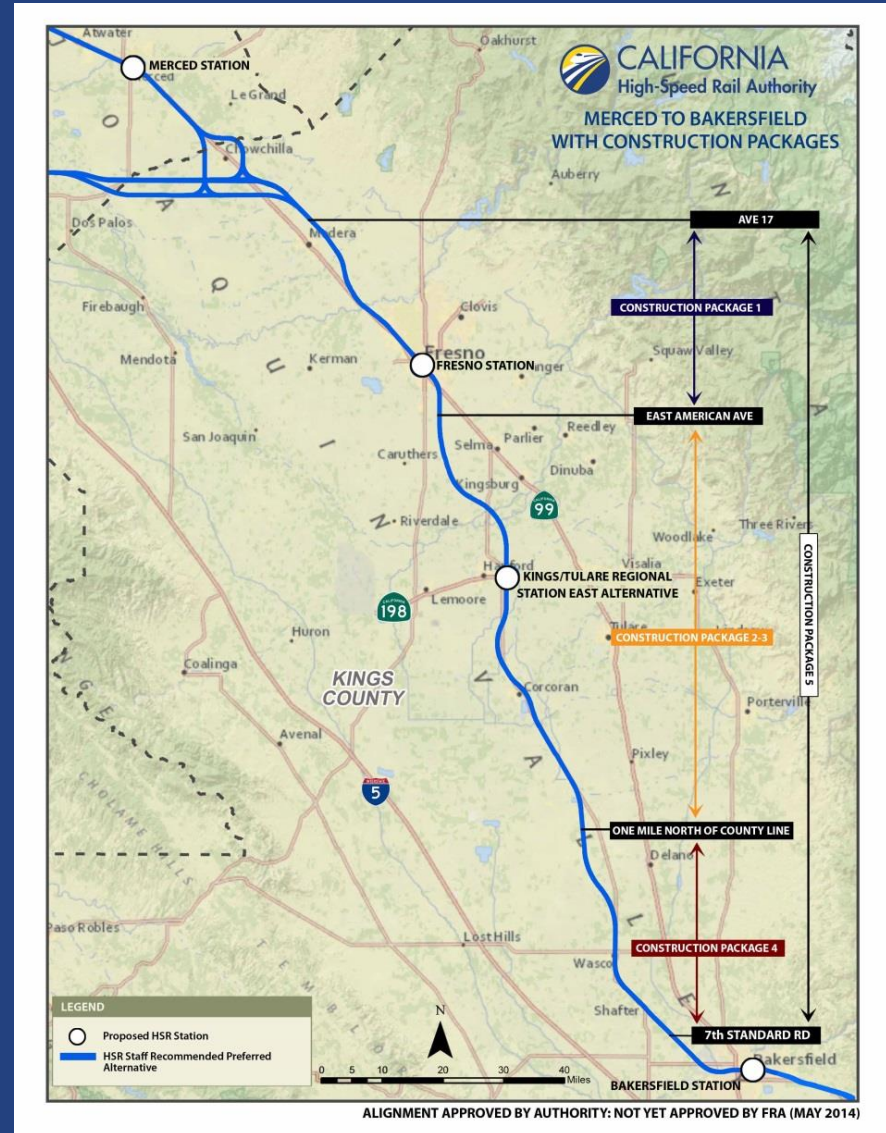 CALIFORNIA
High-Speed Rail Authority
MERCED TO BAKERSFIELD
WITH CONSTRUCTION PACKAGES
Atwater
MERCED STATION
Oakhurst
Le Grand
Chowchilla
Auberry
Dos Palos
Madera
AVE 17
Firebaugh
Clovis
CONSTRUCTION PACKAGE 1
Mendota
Kerman
Fresno
FRESNO STATION
Squaw Valley
EAST AMERICAN AVE
San Joaquin
Caruthers
Selma
Parlier
Reedley
Dinuba
Kingsburg
CALIFORNIA
99
Riverdale
Woodlake
Three Rivers
Visalia
Exeter
KINGS/TULARE REGIONAL
STATION EAST ALTERNATIVE
Lemoore
CALIFORNIA
198
Huron
Tulare
CONSTRUCTION PACKAGE 2-3
CONSTRUCTION PACKAGE 5
Coalinga
KINGS
COUNTY
Corcoran
Porterville
Avenal
Pixley
INTERSTATE
5
CHOLAME HILLS
ONE MILE NORTH OF COUNTY LINE
Delano
Paso Robles
Lost Hills
CONSTRUCTION PACKAGE 4
Wasco
Shafter
7th STANDARD RD
Bakersfield
BAKERSFIELD STATION
LEGEND
Proposed HSR Station
HSR Staff Recommended Preferred
Alternative
N
0 5 10 20 30 40
Miles
ALIGNMENT APPROVED BY AUTHORITY: NOT YET APPROVED BY FRA (MAY 2014)